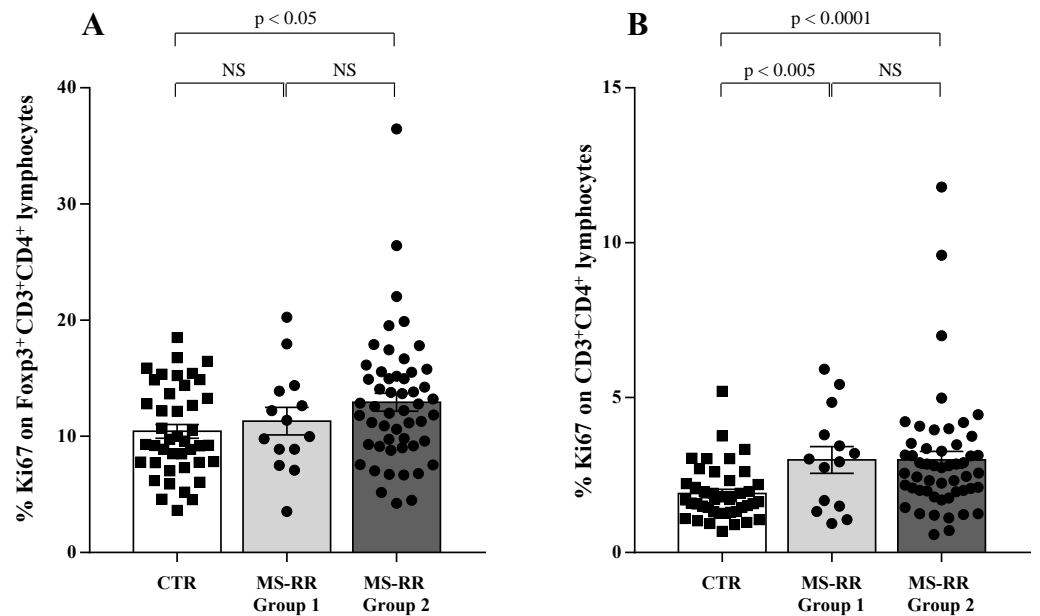 A
p < 0.05
NS NS
% Ki67 on Foxp3⁺ CD3⁺CD4⁺ lymphocytes
40
30
20
10
0
CTR MS-RR MS-RR
Group 1 Group 2
B
p < 0.0001
p < 0.005 NS
% Ki67 on CD3⁺CD4⁺ lymphocytes
15
10
5
0
CTR MS-RR MS-RR
Group 1 Group 2